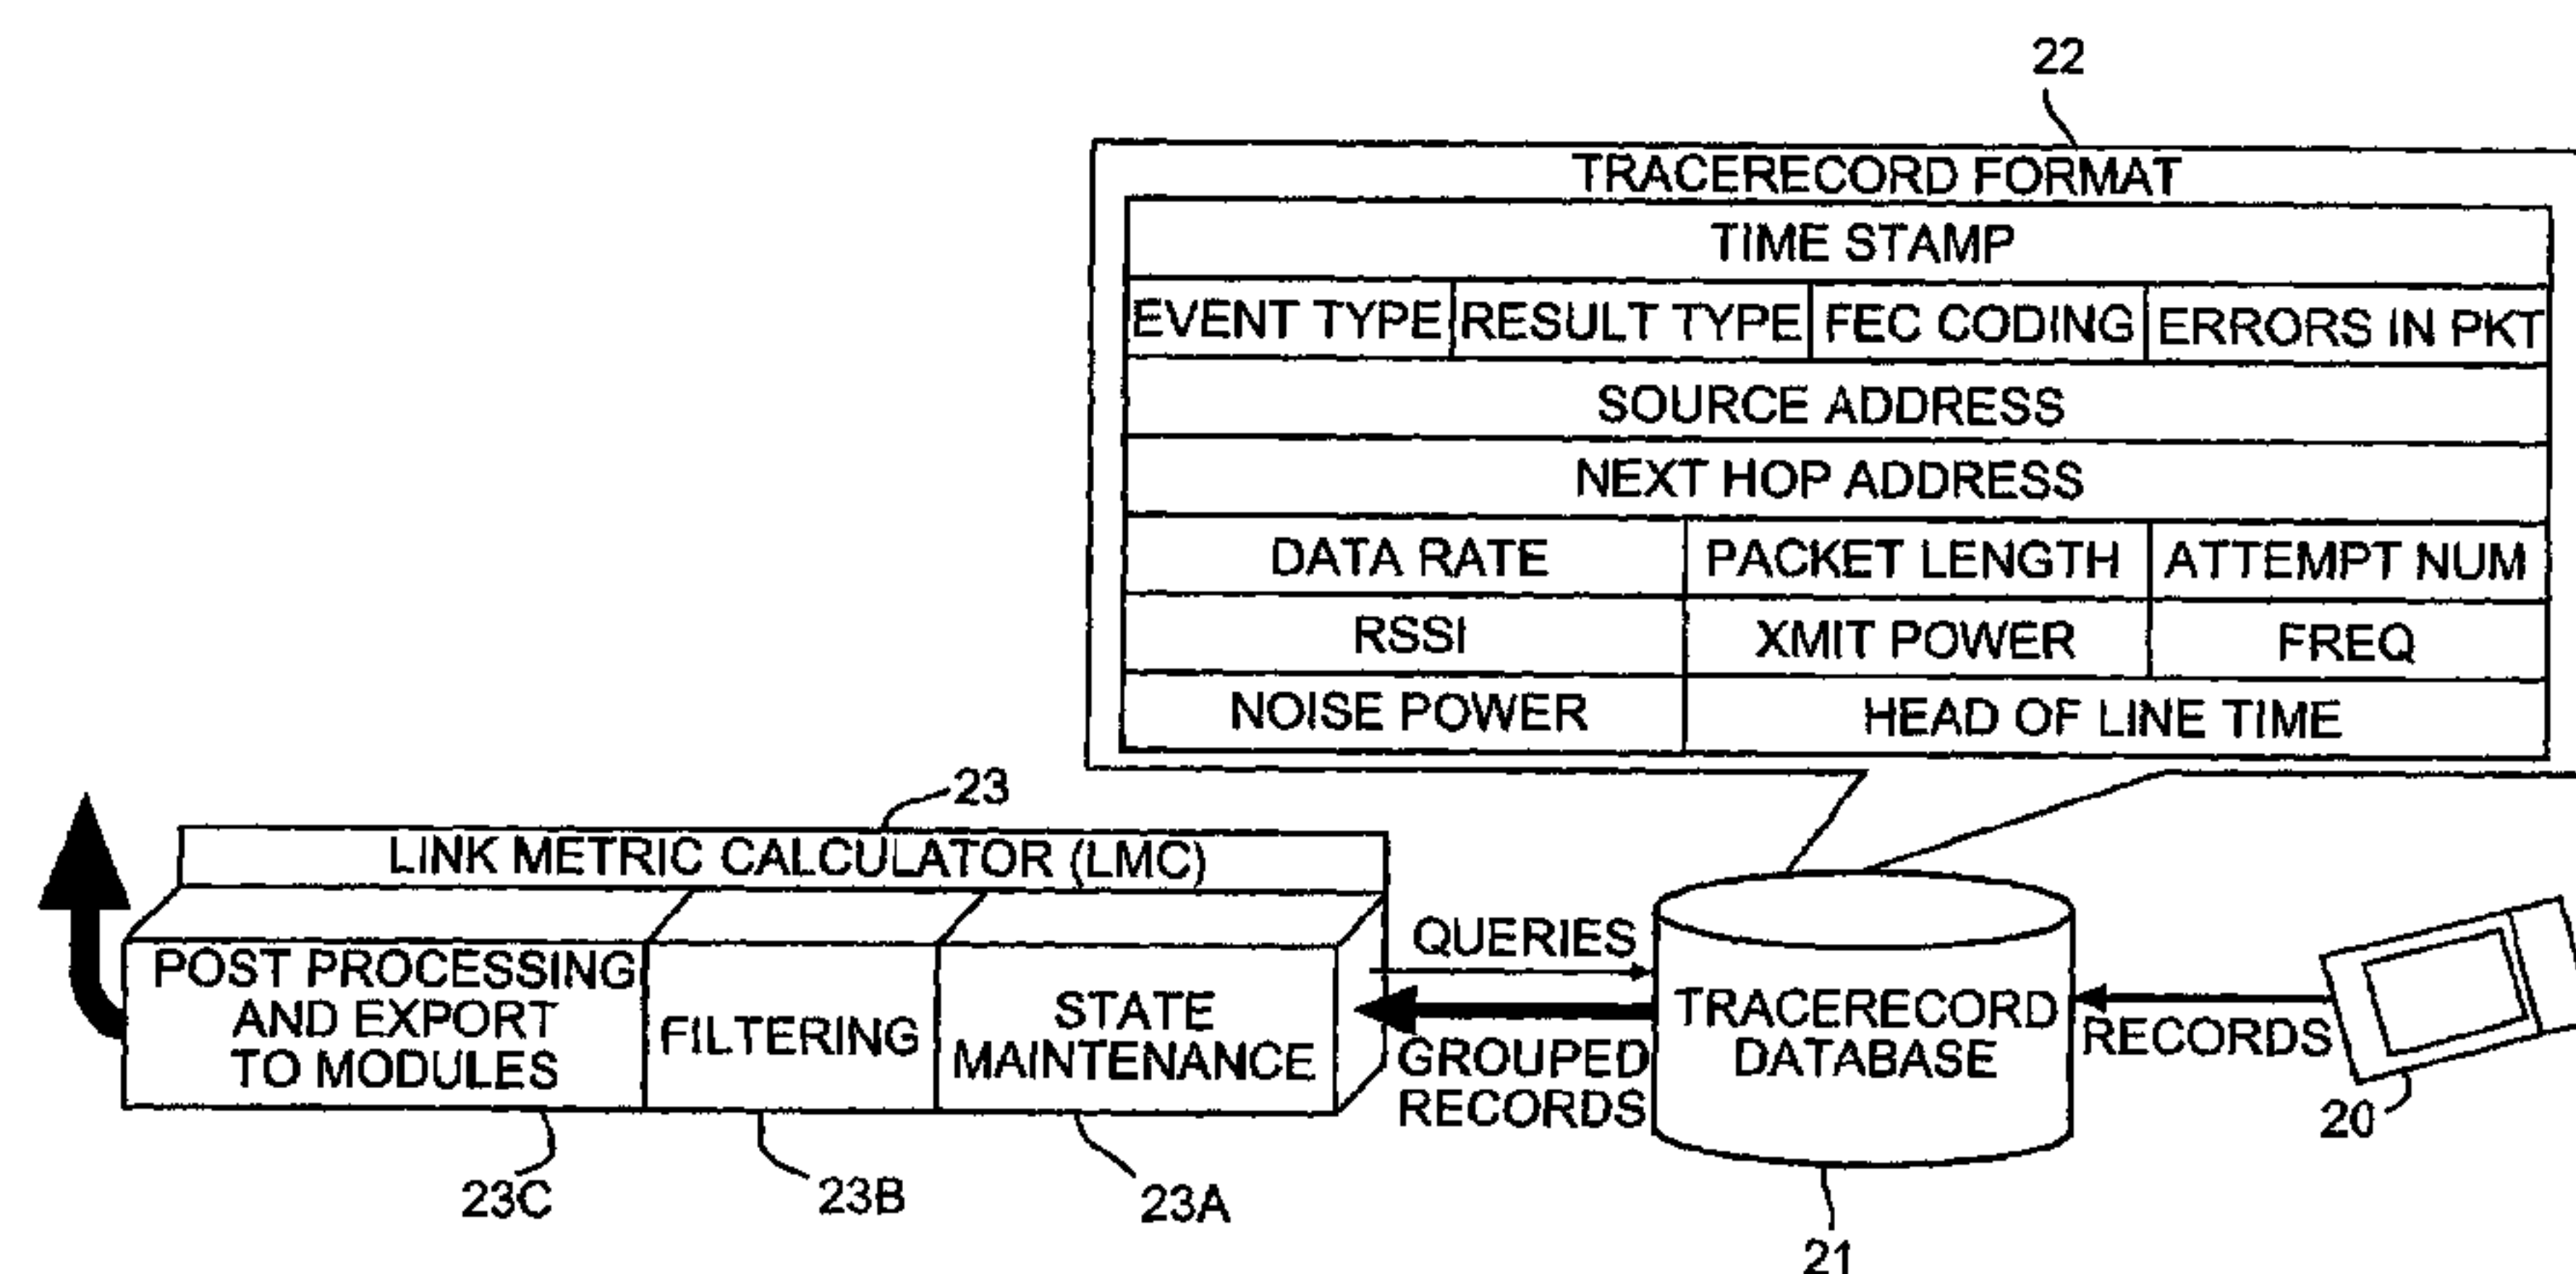 22
TRACERECORD FORMAT
TIME STAMP
EVENT TYPE RESULT TYPE FEC CODING ERRORS IN PKT
SOURCE ADDRESS
NEXT HOP ADDRESS
DATA RATE PACKET LENGTH ATTEMPT NUM
RSSI XMIT POWER FREQ
NOISE POWER HEAD OF LINE TIME
23
LINK METRIC CALCULATOR (LMC)
POST PROCESSING
AND EXPORT
TO MODULES
FILTERING
STATE
MAINTENANCE
QUERIES
GROUPED
RECORDS
TRACERECORD
DATABASE
RECORDS
20
23C
23B
23A
21